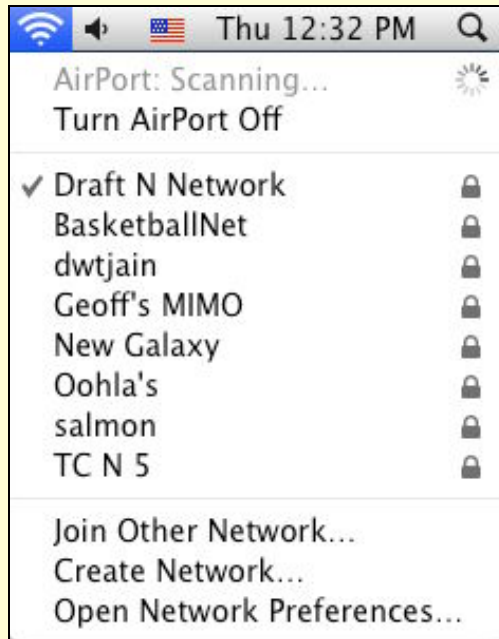 Thu 12:32 PM
AirPort: Scanning...
Turn AirPort Off
Draft N Network
BasketballNet
dwtjain
Geoff's MIMO
New Galaxy
Oohla's
salmon
TC N 5
Join Other Network...
Create Network...
Open Network Preferences...